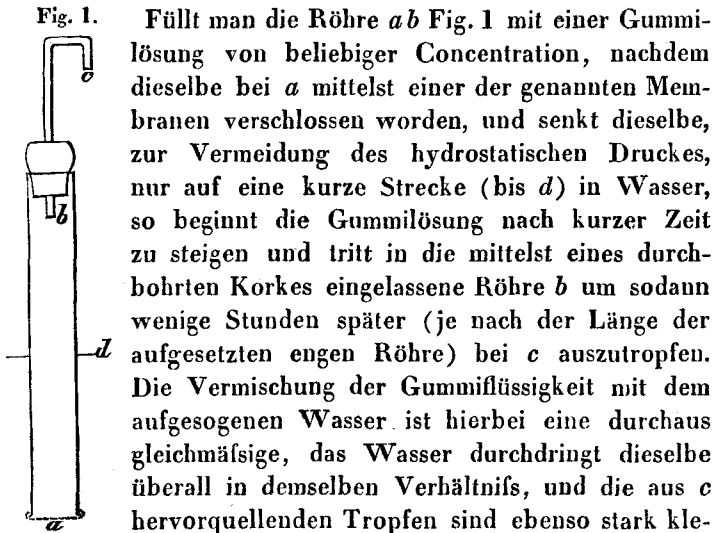 Fig. 1.
c
b
d
a
Füllt man die Röhre ab Fig. 1 mit einer Gummi-
lösung von beliebiger Concentration, nachdem
dieselbe bei a mittelst einer der genannten Mem-
branen verschlossen worden, und senkt dieselbe,
zur Vermeidung des hydrostatischen Druckes,
nur auf eine kurze Strecke (bis d) in Wasser,
so beginnt die Gummilösung nach kurzer Zeit
zu steigen und tritt in die mittelst eines durch-
bohrten Korkes eingelassene Röhre b um sodann
wenige Stunden später (je nach der Länge der
aufgesetzten engen Röhre) bei c auszutropfen.
Die Vermischung der Gummiflüssigkeit mit dem
aufgesogenen Wasser ist hierbei eine durchaus
gleichmäfsige, das Wasser durchdringt dieselbe
überall in demselben Verhältnifs, und die aus c
hervorquellenden Tropfen sind ebenso stark kle-